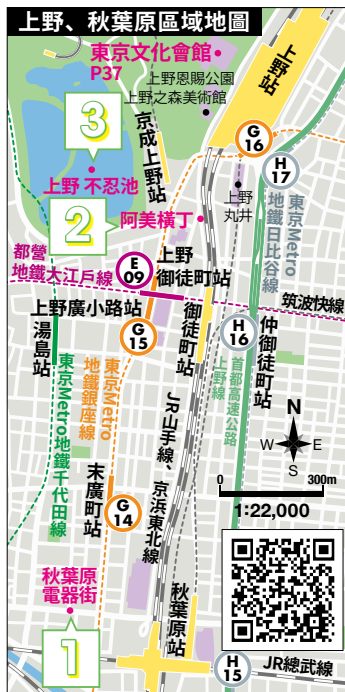 上野、秋葉原區域地圖
東京文化會館
P37
上野恩賜公園
上野之森美術館
上野站
京成上野站
G
16
H
17
3
上野 不忍池
2
阿美橫丁
上野
丸井
東京Metro
地鐵日比谷線
都營
地鐵大江戶線
E
09
上野
御徒町站
筑波快線
上野廣小路站
G
15
御徒町站
H
16
仲御徒町站
湯島站
東京Metro地鐵千代田線
東京Metro
地鐵銀座線
JR山手線、京浜東北線
首都高速公路
上野線
N
W
E
S
0
300m
1:22,000
末廣町站
G
14
秋葉原
電器街
1
秋葉原站
H
15
JR總武線